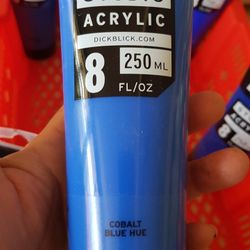 ACRYLIC
DICKBLICK.COM
8 250 ML
FL/OZ
COBALT
BLUE HUE